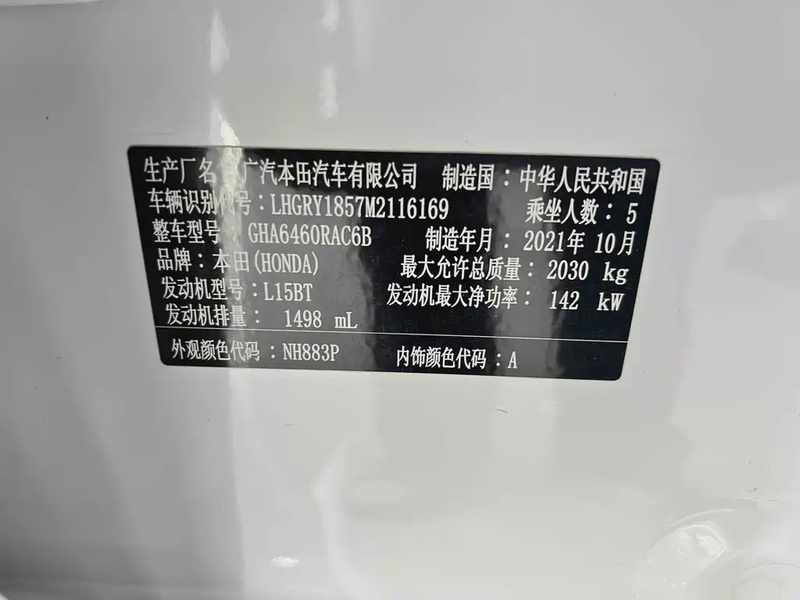 生产厂名：广汽本田汽车有限公司 制造国：中华人民共和国
车辆识别代号：LHGRY1857M2116169 乘坐人数：5
整车型号：GHA6460RAC6B 制造年月：2021年10月
品牌：本田(HONDA) 最大允许总质量：2030 kg
发动机型号：L15BT 发动机最大净功率：142 kW
发动机排量：1498 mL
外观颜色代码：NH883P 内饰颜色代码：A